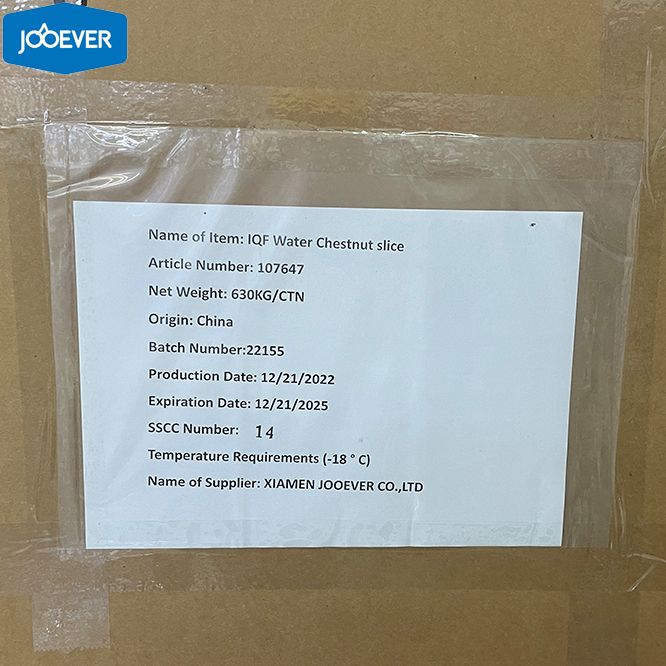 JOOEVER
Name of Item: IQF Water Chestnut slice
Article Number: 107647
Net Weight: 630KG/CTN
Origin: China
Batch Number:22155
Production Date: 12/21/2022
Expiration Date: 12/21/2025
SSCC Number: 14
Temperature Requirements (-18 ° C)
Name of Supplier: XIAMEN JOOEVER CO.,LTD